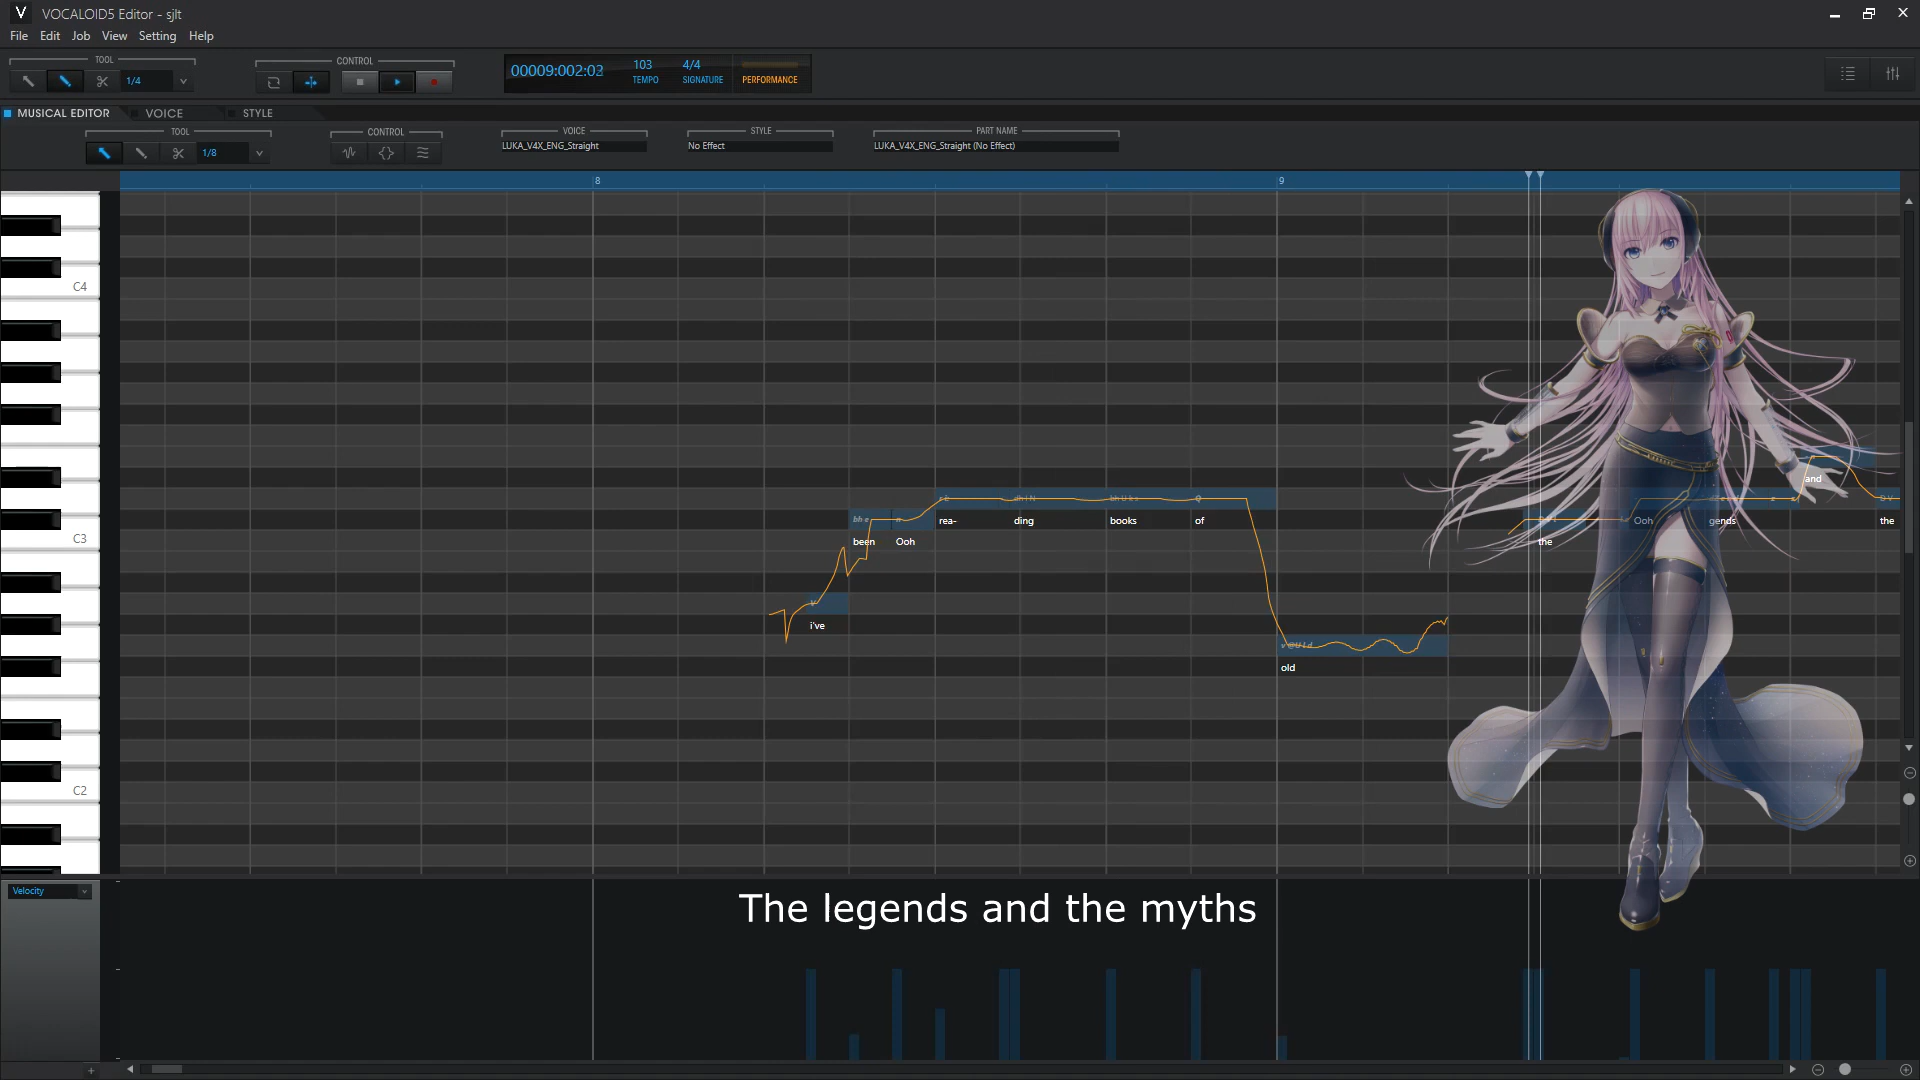 V VOCALOID5 Editor - sjlt
File Edit Job View Setting Help
TOOL
CONTROL
1/4
00009:002:03
103
TEMPO
4/4
SIGNATURE
PERFORMANCE
MUSICAL EDITOR VOICE STYLE
TOOL
CONTROL
VOICE
STYLE
PART NAME
1/8
LUKA_V4X_ENG_Straight
No Effect
LUKA_V4X_ENG_Straight (No Effect)
8 9
C4
and
bh e
rea- ding books of
Ooh gends the
C3
been Ooh
the
i've
old
C2
Velocity
The legends and the myths